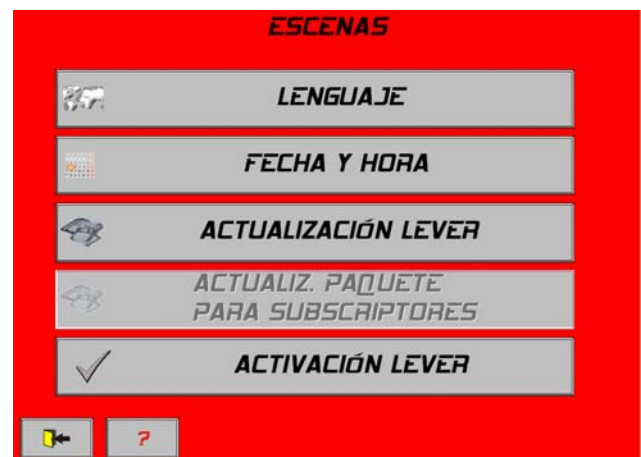 ESCENAS
LENGUAJE
FECHA Y HORA
ACTUALIZACIÓN LEVER
ACTUALIZ. PAQUETE
PARA SUBSCRIPTORES
ACTIVACIÓN LEVER
?